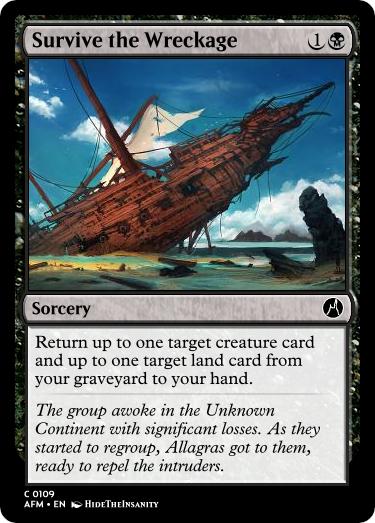 Survive the Wreckage 1
Sorcery
Return up to one target creature card
and up to one target land card from
your graveyard to your hand.
The group awoke in the Unknown
Continent with significant losses. As they
started to regroup, Allagras got to them,
ready to repel the intruders.
C 0109
AFM • EN HideTheInsanity